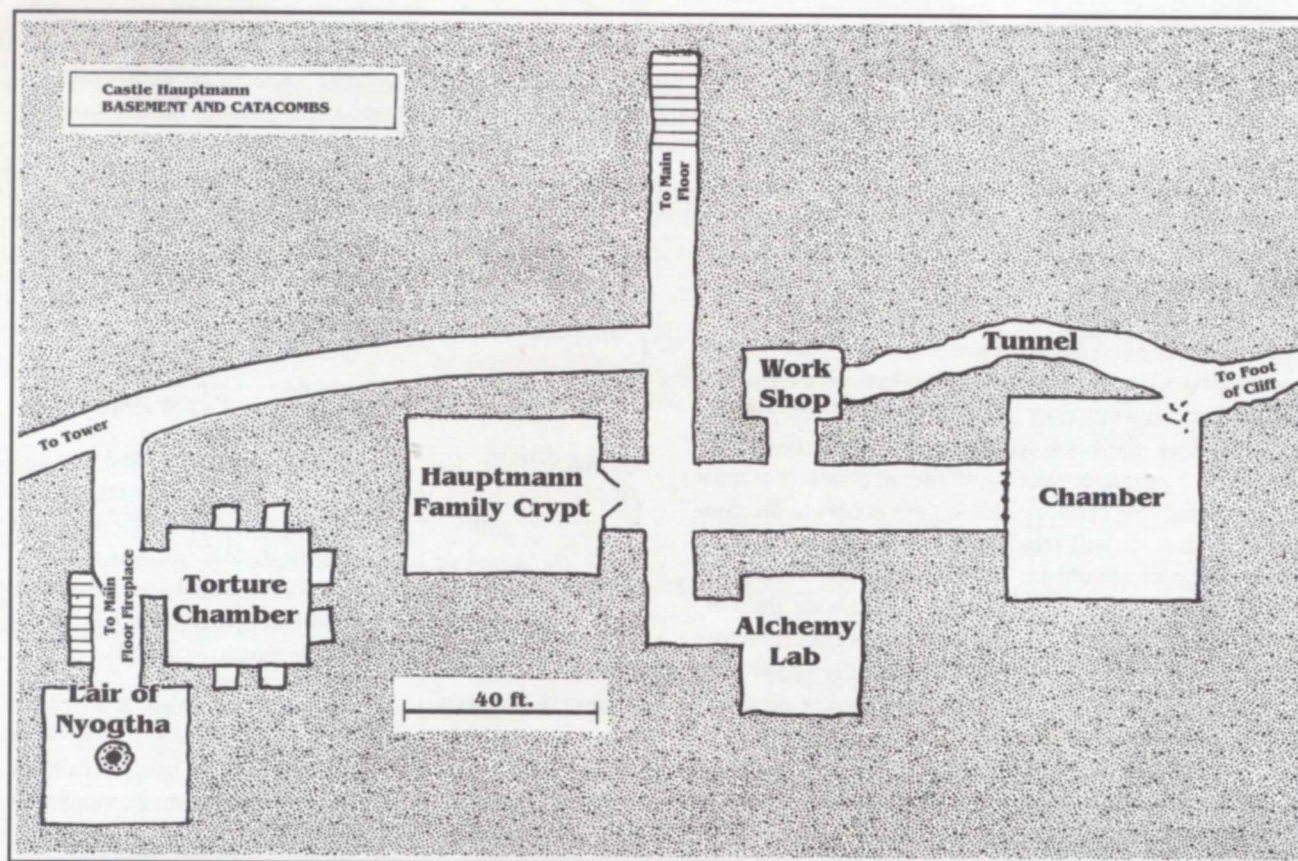 Castle Hauptmann
BASEMENT AND CATACOMBS
To Main
Floor
Tunnel
To Foot
of Cliff
Work
Shop
To Tower
Hauptmann
Family Crypt
Chamber
Torture
Chamber
To Main
Floor Fireplace
Alchemy
Lab
Lair of
Nyogtha
40 ft.